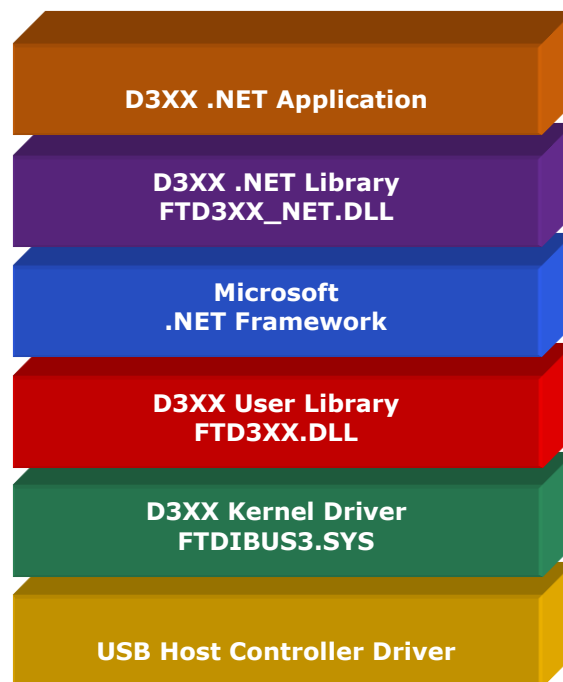 D3XX .NET Application
D3XX .NET Library
FTD3XX_NET.DLL
Microsoft
.NET Framework
D3XX User Library
FTD3XX.DLL
D3XX Kernel Driver
FTDIBUS3.SYS
USB Host Controller Driver